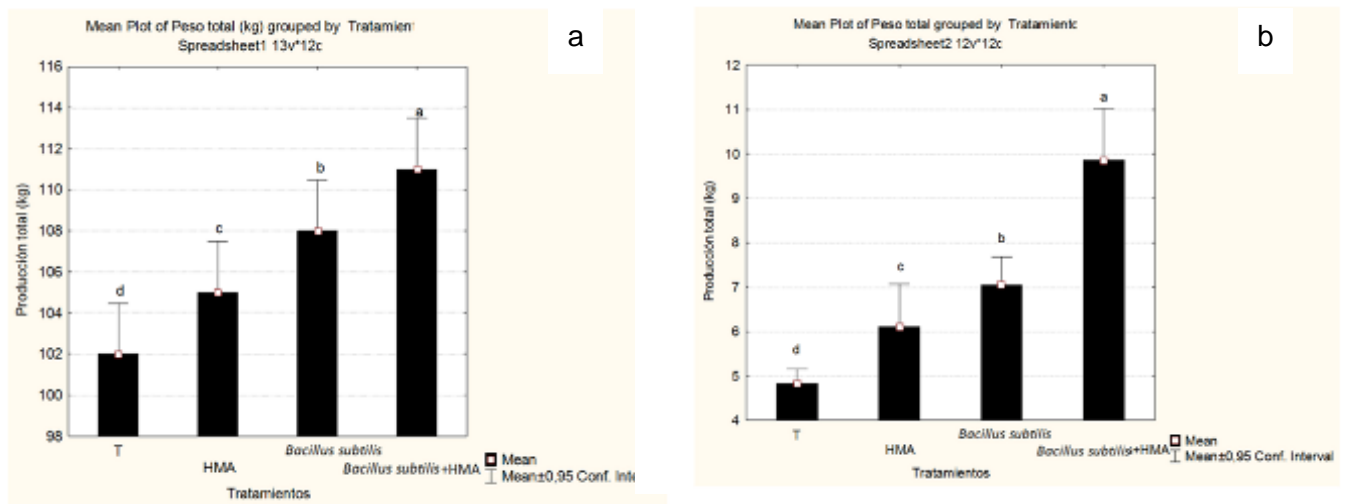 Mean Plot of Peso total (kg) grouped by Tratamien
Spreadsheet1 13v*12c
a
116
114
112
110
108
106
104
102
100
98
Producción total (kg)
d
c
b
a
T
HMA
Bacillus subtilis
Bacillus subtilis+HMA
Tratamientos
Mean
Mean±0,95 Conf. Inte
Mean Plot of Peso total grouped by Tratamiento
Spreadsheet2 12v*12c
b
12
11
10
9
8
7
6
5
4
Producción total (kg)
d
c
b
a
T
HMA
Bacillus subtilis
Bacillus subtilis+HMA
Tratamientos
Mean
Mean±0,95 Conf. Interval